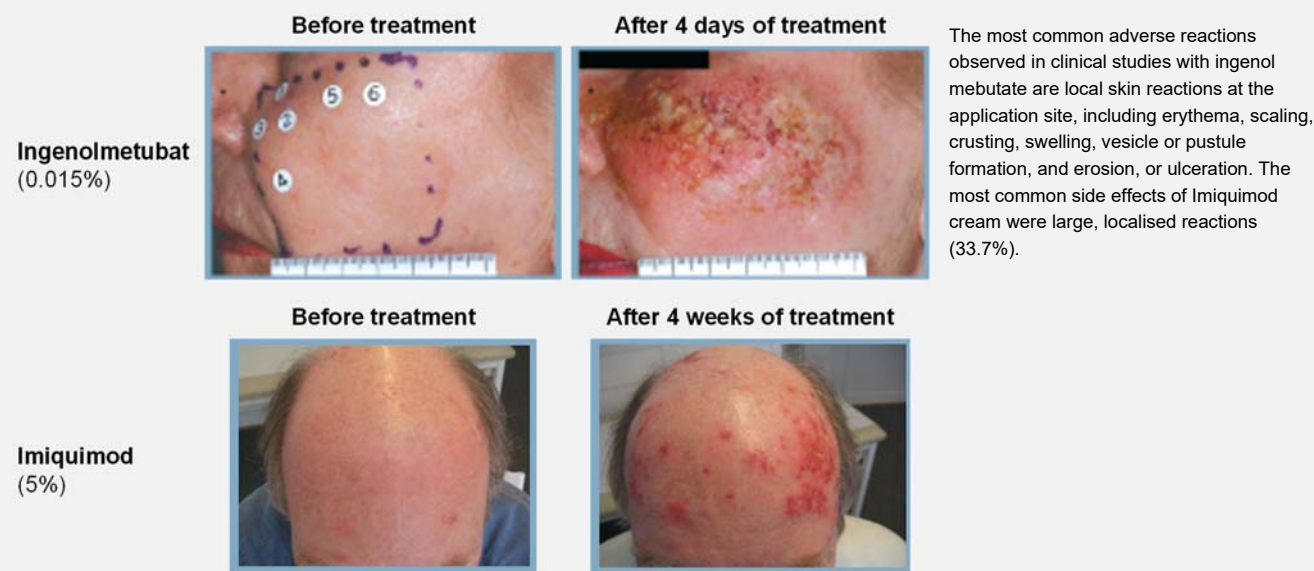 Before treatment
After 4 days of treatment
Ingenolmetubat
(0.015%)
1
2
3
4
5
6
The most common adverse reactions
observed in clinical studies with ingenol
mebutate are local skin reactions at the
application site, including erythema, scaling,
crusting, swelling, vesicle or pustule
formation, and erosion, or ulceration. The
most common side effects of Imiquimod
cream were large, localised reactions
(33.7%).
Before treatment
After 4 weeks of treatment
Imiquimod
(5%)